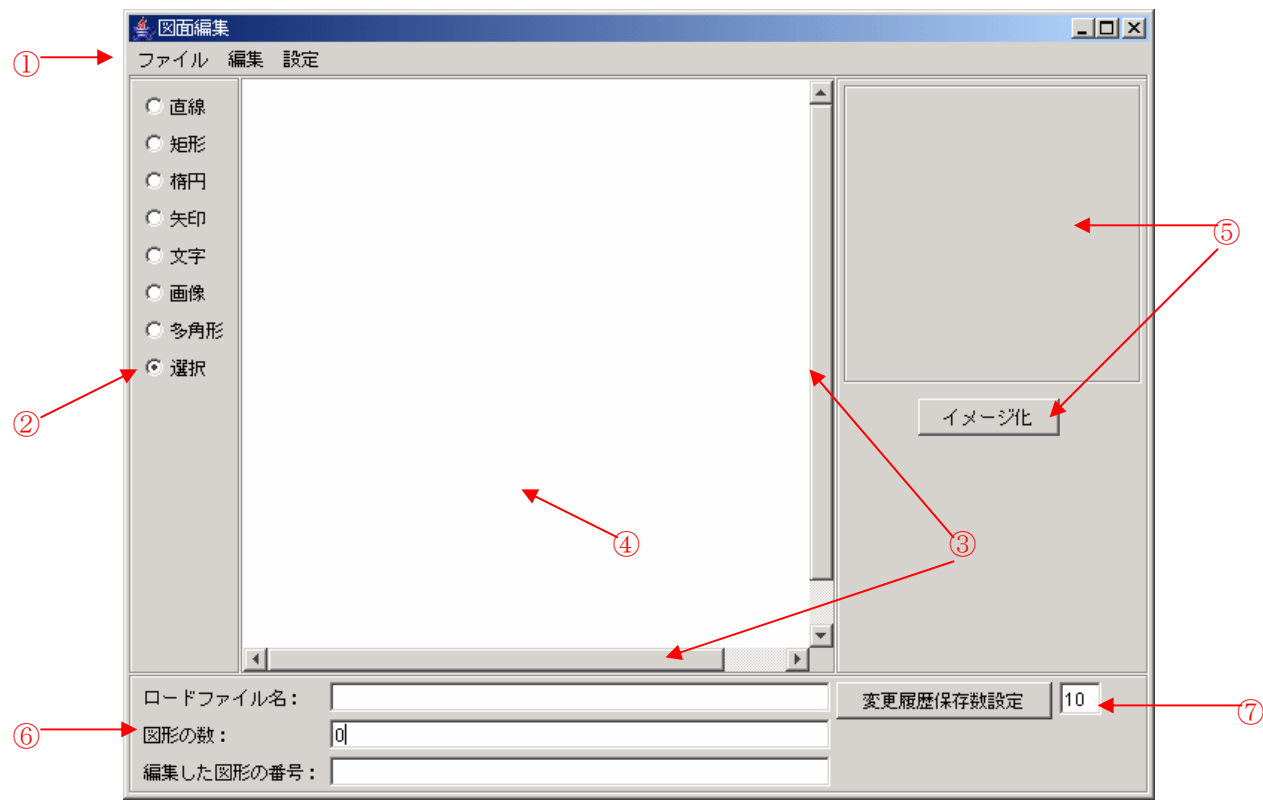 図面編集
① ファイル 編集 設定
直線
矩形
楕円
矢印
文字
画像
多角形
選択
②
⑤
イメージ化
③
④
ロードファイル名：
変更履歴保存数設定 10
⑦
⑥ 図形の数： 0
編集した図形の番号：